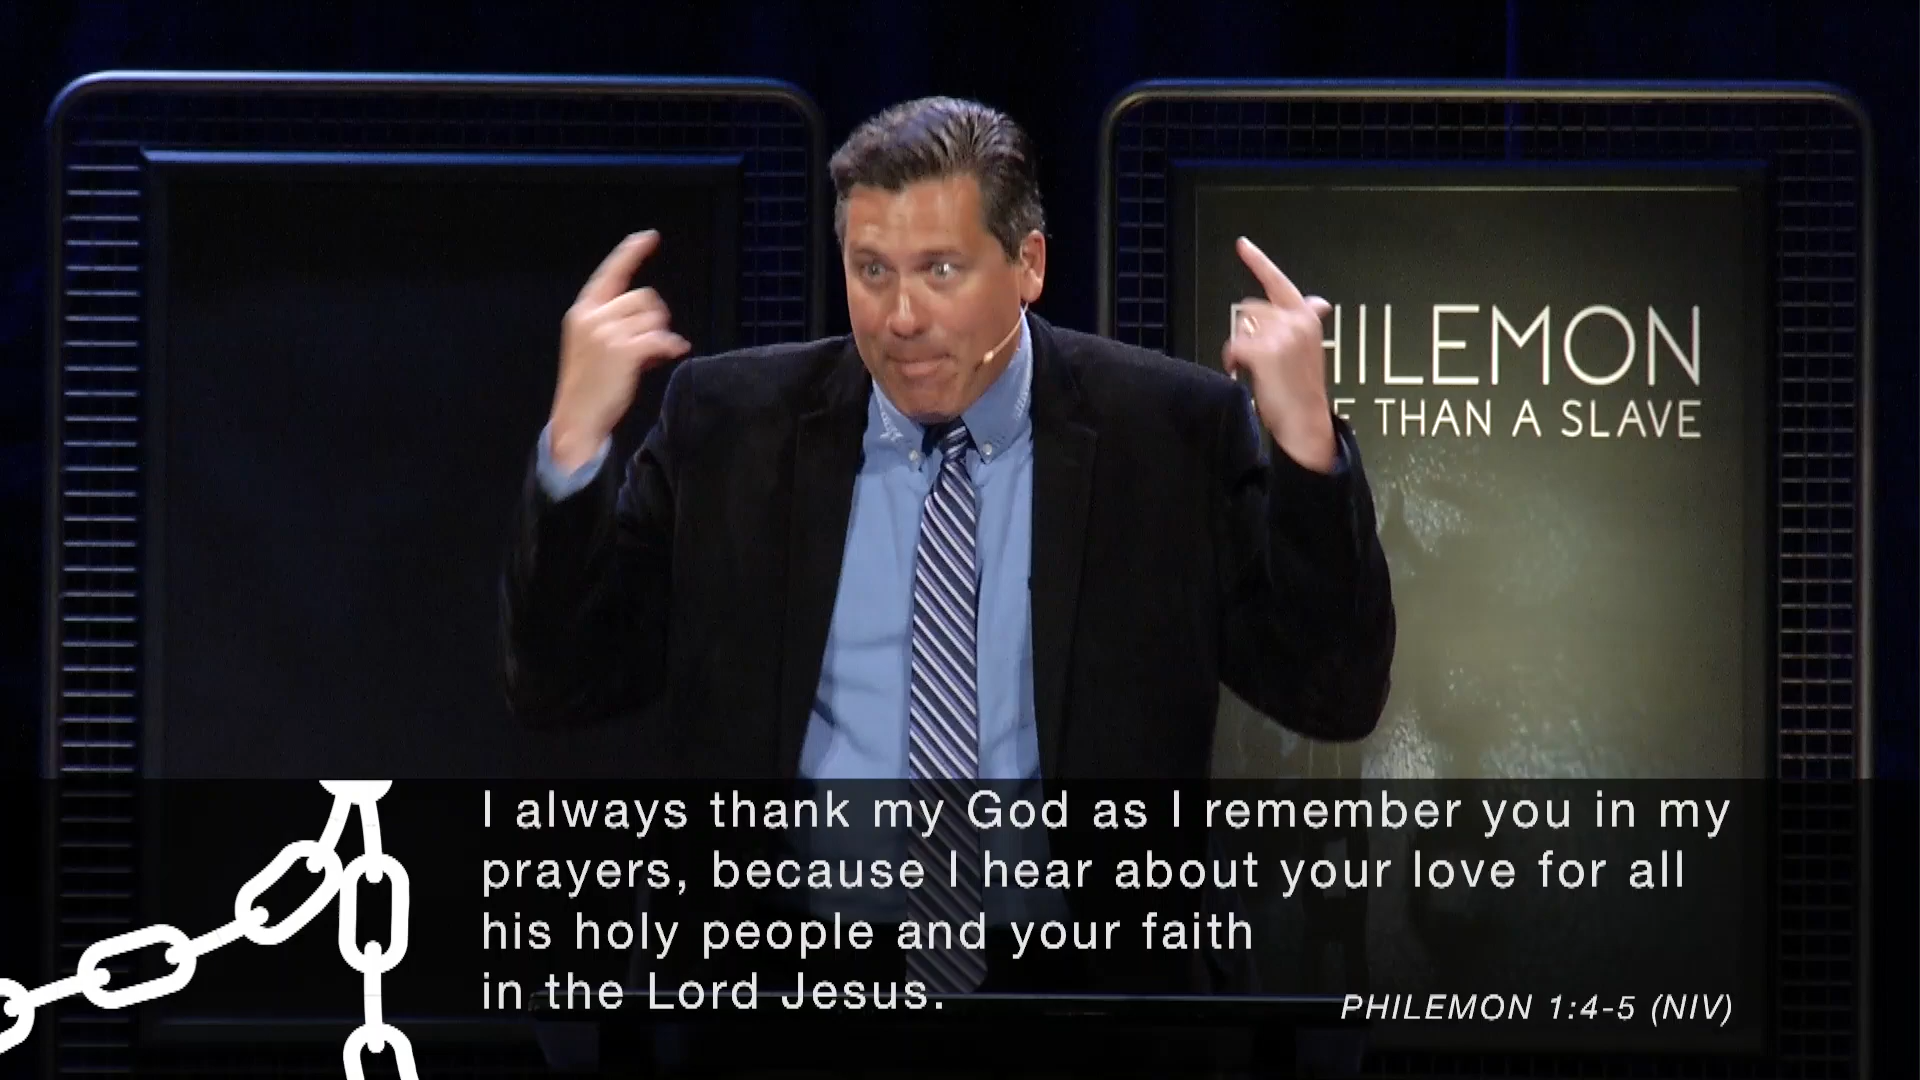 HILEMON
THAN A SLAVE
I always thank my God as I remember you in my
prayers, because I hear about your love for all
his holy people and your faith
in the Lord Jesus.
PHILEMON 1:4-5 (NIV)